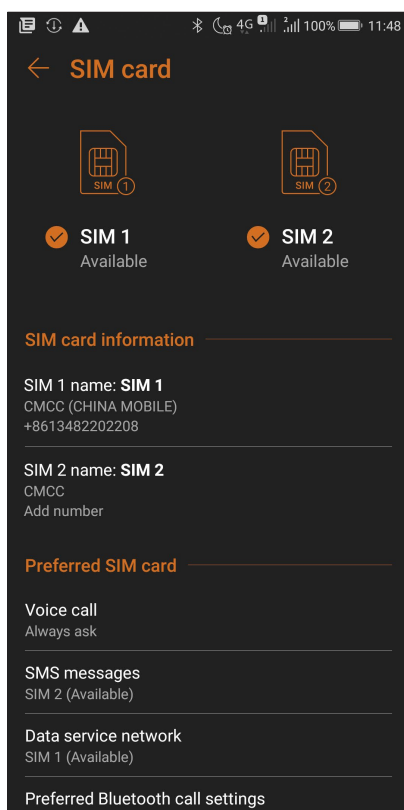 4G 1 2 100% 11:48
SIM card
SIM 1 SIM 2
SIM 1 SIM 2
Available Available
SIM card information
SIM 1 name: SIM 1
CMCC (CHINA MOBILE)
+8613482202208
SIM 2 name: SIM 2
CMCC
Add number
Preferred SIM card
Voice call
Always ask
SMS messages
SIM 2 (Available)
Data service network
SIM 1 (Available)
Preferred Bluetooth call settings